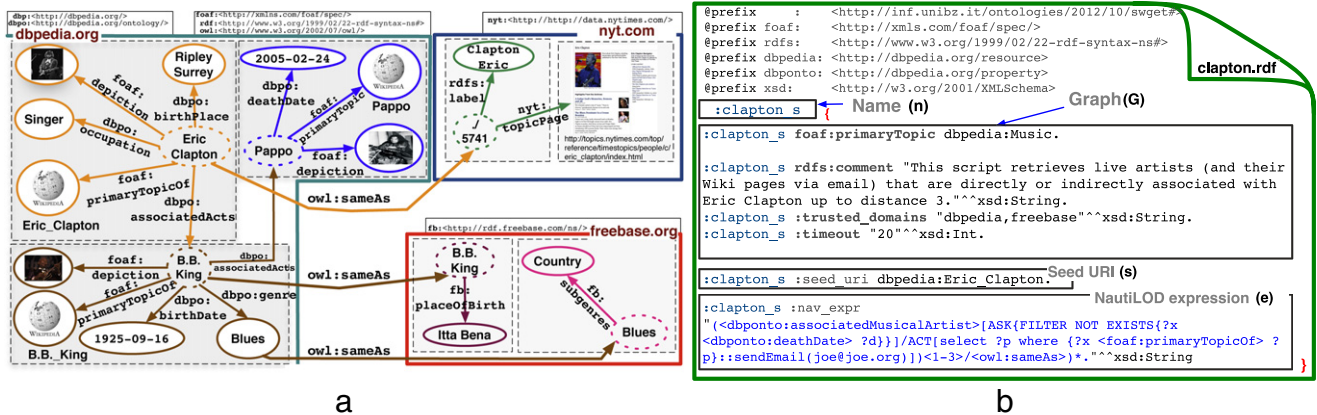 dbp:<http://dbpedia.org/>
dbpo:<http://dbpedia.org/ontology/>
foaf:<http://xmlns.com/foaf/spec/>
rdf:<http://www.w3.org/1999/02/22-rdf-syntax-ns#>
owl:<http://www.w3.org/2002/07/owl/>
nyt:<http://http://data.nytimes.com/>
dbpedia.org
nyt.com
foaf:
depiction
Ripley
Surrey
dbpo:
birthPlace
Singer
dbpo:
occupation
Eric
Clapton
WIKIPEDIA
foaf:
primaryTopicOf
Eric_Clapton
dbpo:
associatedActs
2005-02-24
dbpo:
deathDate
foaf:
primaryTopic
WIKIPEDIA
Pappo
Pappo
foaf:
depiction
Clapton
Eric
rdfs:
label
nyt:
topicPage
/
5741
http://topics.nytimes.com/top/
reference/timestopics/people/c/
eric_clapton/index.html
owl:sameAs
fb:<http://rdf.freebase.com/ns/>
freebase.org
foaf:
depiction
B.B.
King
dbpo:
associatedActs
foaf:
primaryTopicOf
WIKIPEDIA
B.B._King
dbpo:
birthDate
1925-09-16
dbpo:genre
Blues
owl:sameAs
owl:sameAs
B.B.
King
fb:
placeOfBirth
Itta Bena
Country
fb:
subgenres
Blues
a
@prefix : <http://inf.unibz.it/ontologies/2012/10/swget#>
@prefix foaf: <http://xmls.com/foaf/spec/>
@prefix rdfs: <http://www.w3.org/1999/02/22-rdf-syntax-ns#>
@prefix dbpedia: <http://dbpedia.org/resource>
@prefix dbponto: <http://dbpedia.org/property>
@prefix xsd: <http://w3.org/2001/XMLSchema>
clapton.rdf
:clapton s
Name (n)
{
Graph(G)
:clapton_s foaf:primaryTopic dbpedia:Music.
:clapton_s rdfs:comment "This script retrieves live artists (and their
Wiki pages via email) that are directly or indirectly associated with
Eric Clapton up to distance 3."^^xsd:String.
:clapton_s :trusted_domains "dbpedia,freebase"^^xsd:String.
:clapton_s :timeout "20"^^xsd:Int.
:clapton_s :seed_uri dbpedia:Eric_Clapton.
Seed URI (s)
NautiLOD expression (e)
:clapton_s :nav_expr
"(<dbponto:associatedMusicalArtist>[ASK{FILTER NOT EXISTS{?x
<dbponto:deathDate> ?d}}]/ACT[select ?p where {?x <foaf:primaryTopicOf> ?
p}::sendEmail(joe@joe.org)])<1-3>/<owl:sameAs>)*."^^xsd:String
}
b